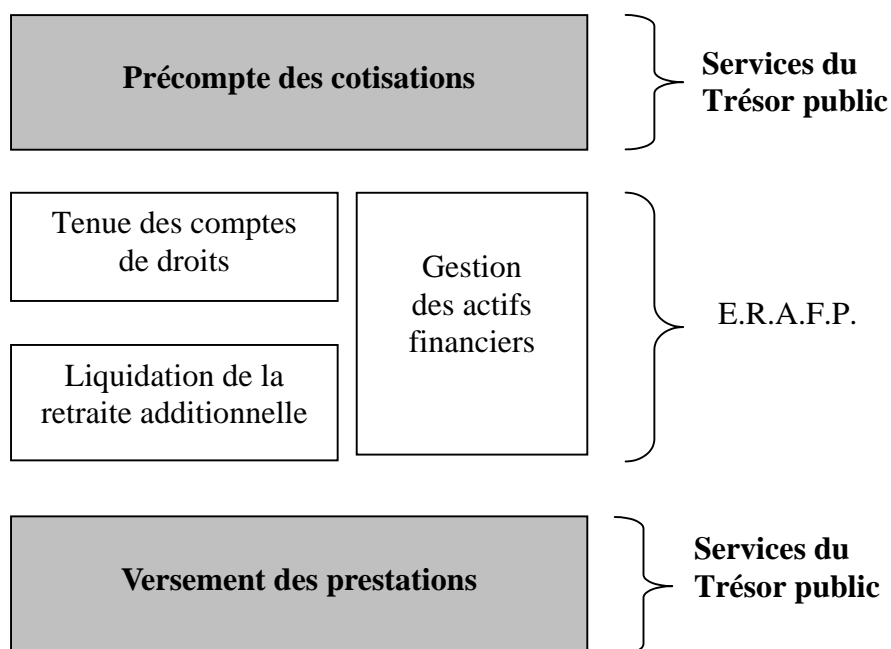 Précompte des cotisations
Services du
Trésor public
Tenue des comptes
de droits
Gestion
des actifs
financiers
E.R.A.F.P.
Liquidation de la
retraite additionnelle
Versement des prestations
Services du
Trésor public